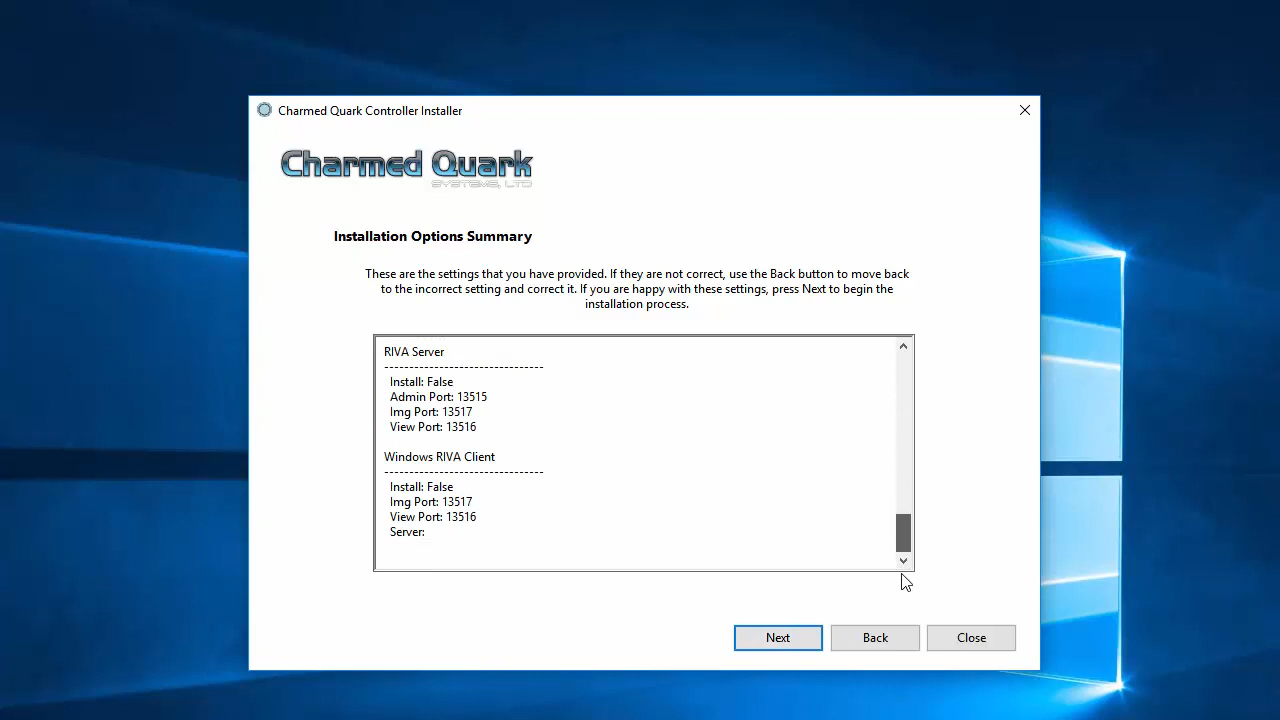 Charmed Quark Controller Installer
Charmed Quark
SYSTEMS, LTD
Installation Options Summary
These are the settings that you have provided. If they are not correct, use the Back button to move back
to the incorrect setting and correct it. If you are happy with these settings, press Next to begin the
installation process.
RIVA Server
-------------------------------
Install: False
Admin Port: 13515
Img Port: 13517
View Port: 13516
Windows RIVA Client
-------------------------------
Install: False
Img Port: 13517
View Port: 13516
Server:
Next Back Close